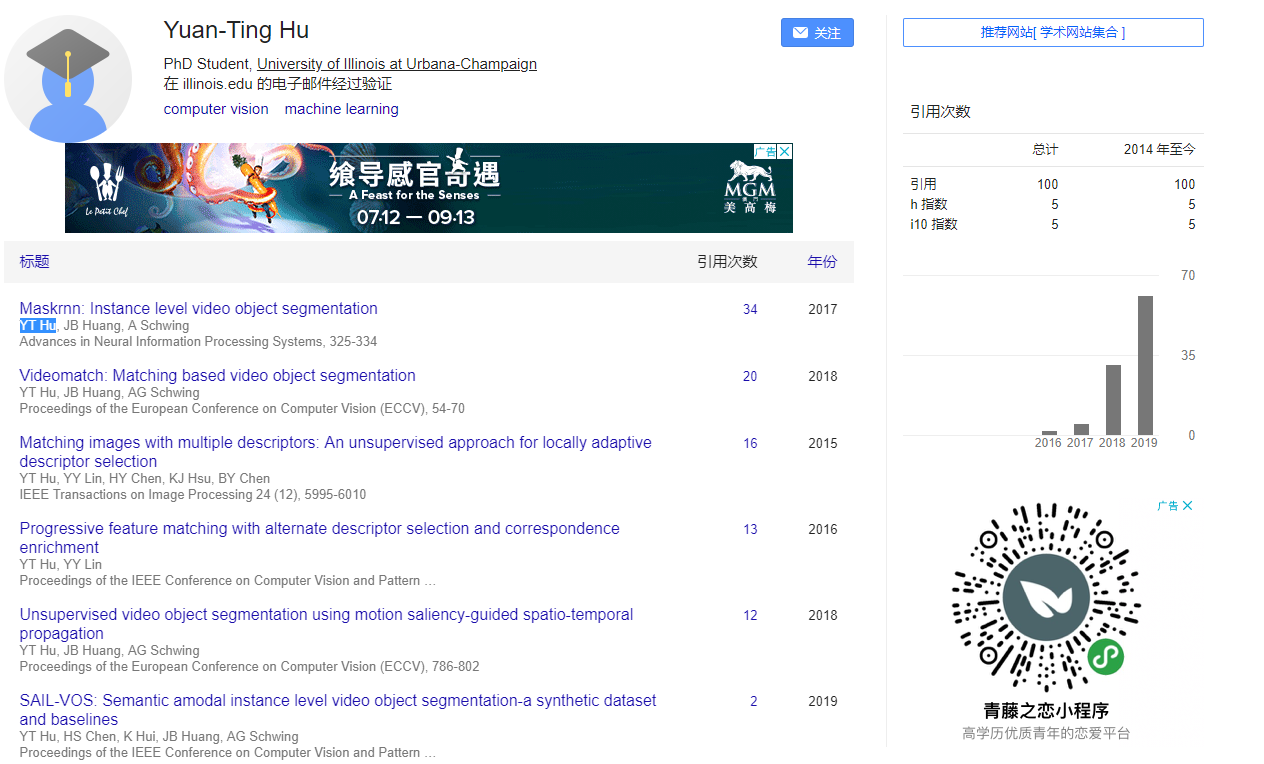 Yuan-Ting Hu
关注
PhD Student, University of Illinois at Urbana-Champaign
在 illinois.edu 的电子邮件经过验证
computer vision machine learning
Le Petit Chef
飨导感官奇遇
A Feast for the Senses
07.12 — 09.13
广告
MGM
美高梅
标题 引用次数 年份
Maskrnn: Instance level video object segmentation 34 2017
YT Hu, JB Huang, A Schwing
Advances in Neural Information Processing Systems, 325-334
Videomatch: Matching based video object segmentation 20 2018
YT Hu, JB Huang, AG Schwing
Proceedings of the European Conference on Computer Vision (ECCV), 54-70
Matching images with multiple descriptors: An unsupervised approach for locally adaptive 16 2015
descriptor selection
YT Hu, YY Lin, HY Chen, KJ Hsu, BY Chen
IEEE Transactions on Image Processing 24 (12), 5995-6010
Progressive feature matching with alternate descriptor selection and correspondence 13 2016
enrichment
YT Hu, YY Lin
Proceedings of the IEEE Conference on Computer Vision and Pattern …
Unsupervised video object segmentation using motion saliency-guided spatio-temporal 12 2018
propagation
YT Hu, JB Huang, AG Schwing
Proceedings of the European Conference on Computer Vision (ECCV), 786-802
SAIL-VOS: Semantic amodal instance level video object segmentation-a synthetic dataset 2 2019
and baselines
YT Hu, HS Chen, K Hui, JB Huang, AG Schwing
Proceedings of the IEEE Conference on Computer Vision and Pattern …
推荐网站[ 学术网站集合 ]
引用次数
总计 2014 年至今
引用 100 100
h 指数 5 5
i10 指数 5 5
70
35
0
2016 2017 2018 2019
广告
青藤之恋小程序
高学历优质青年的恋爱平台